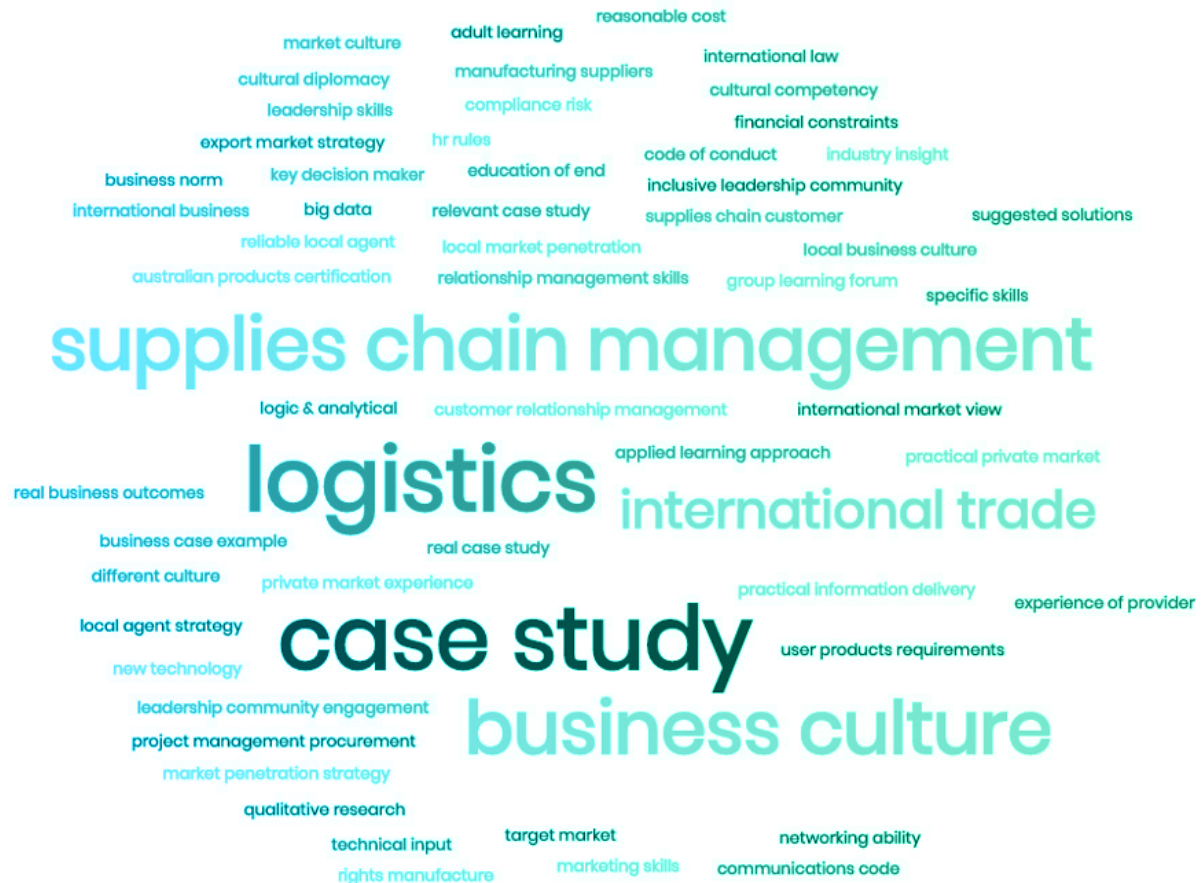 reasonable cost
adult learning
market culture
international law
manufacturing suppliers
cultural diplomacy
cultural competency
compliance risk
leadership skills
financial constraints
hr rules
export market strategy
code of conduct
industry insight
education of end
key decision maker
business norm
inclusive leadership community
big data
international business
relevant case study
supplies chain customer
suggested solutions
reliable local agent
local market penetration
local business culture
australian products certification
relationship management skills
group learning forum
specific skills
supplies chain management
logic & analytical
customer relationship management
international market view
applied learning approach
practical private market
logistics
real business outcomes
international trade
business case example
real case study
different culture
private market experience
practical information delivery
experience of provider
local agent strategy
case study
user products requirements
new technology
leadership community engagement
business culture
project management procurement
market penetration strategy
qualitative research
target market
networking ability
technical input
marketing skills
communications code
rights manufacture